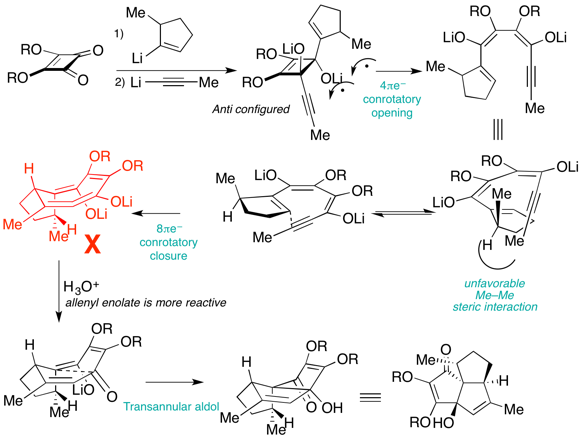 Me
1)
Li
RO
RO
O
O
2) Li
Me
LiO
RO
RO
Me
OLi
Me
Anti configured
4πe⁻
conrotatory
opening
RO
OR
LiO
OLi
Me
Me
H
OR
OR
OLi
OLi
Me
Me
H
X
8πe⁻
conrotatory
closure
LiO
OR
OR
OLi
Me
H
Me
RO
RO
OLi
LiO
Me
H
Me
unfavorable
Me–Me
steric interaction
H₃O⁺
allenyl enolate is more reactive
H
OR
OR
LiO
O
Me
Me
H
Transannular aldol
H
OR
OR
O
OH
Me
Me
H
O
Me
H
RO
RO
HO
Me